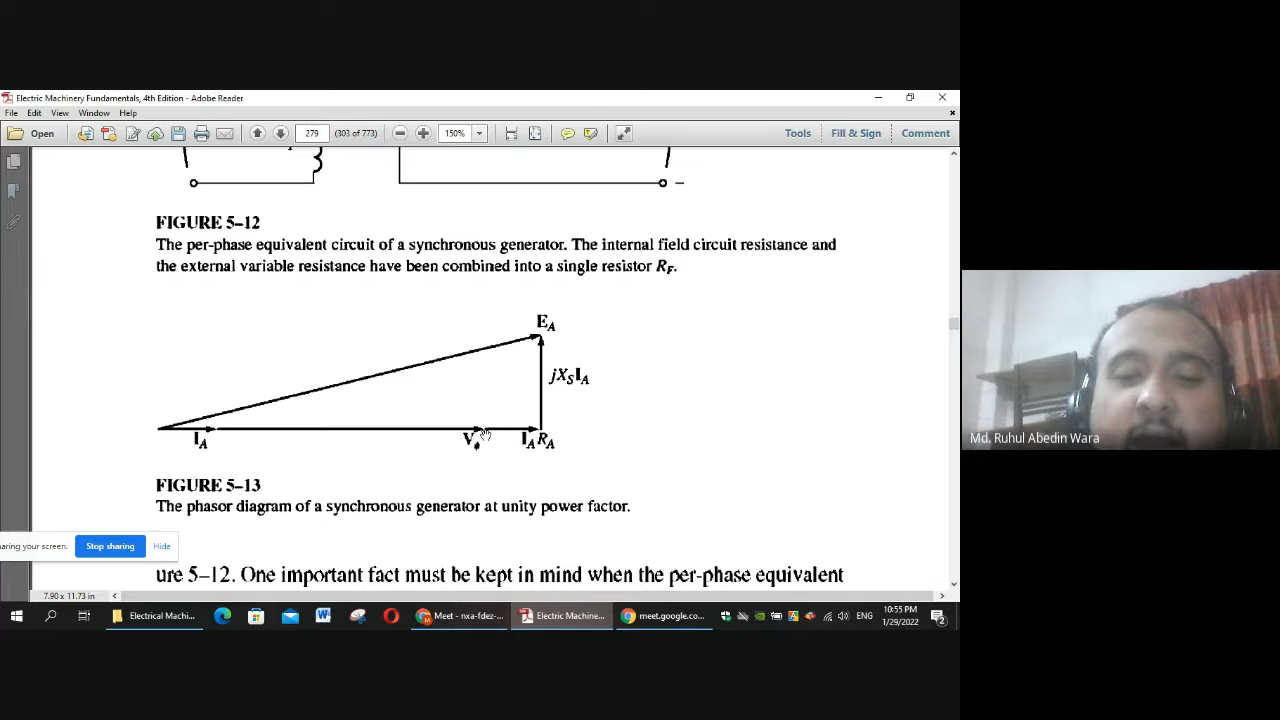 Electric Machinery Fundamentals, 4th Edition - Adobe Reader
File Edit View Window Help
Open 279 (303 of 773) 150% Tools Fill & Sign Comment
FIGURE 5–12
The per-phase equivalent circuit of a synchronous generator. The internal field circuit resistance and
the external variable resistance have been combined into a single resistor R_F.
E_A
jX_S I_A
I_A V_ϕ I_A R_A
FIGURE 5–13
The phasor diagram of a synchronous generator at unity power factor.
haring your screen. Stop sharing Hide
ure 5–12. One important fact must be kept in mind when the per-phase equivalent
7.90 x 11.73 in
Electrical Machi... Meet - nxa-fdez-... Electric Machine... meet.google.co... ENG 10:55 PM
1/29/2022
2
Md. Ruhul Abedin Wara